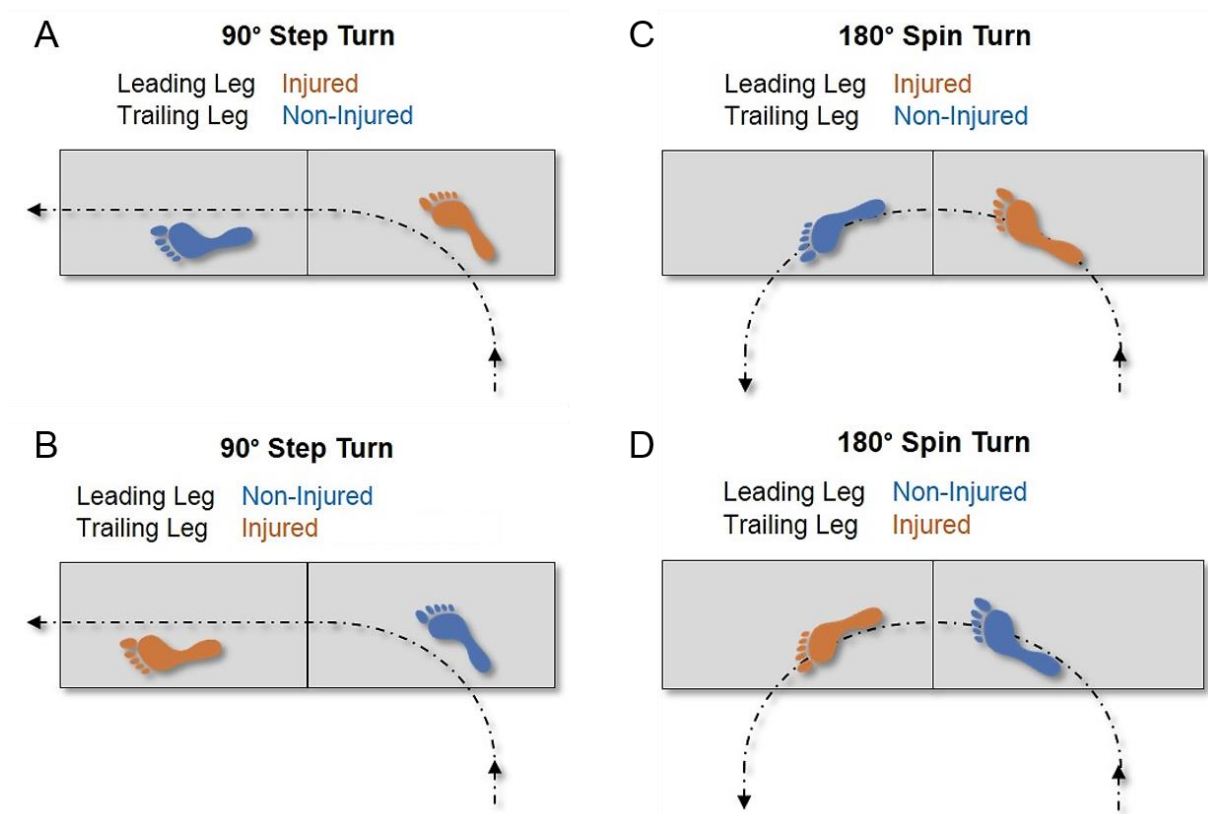 A
90° Step Turn
Leading Leg Injured
Trailing Leg Non-Injured
B
90° Step Turn
Leading Leg Non-Injured
Trailing Leg Injured
C
180° Spin Turn
Leading Leg Injured
Trailing Leg Non-Injured
D
180° Spin Turn
Leading Leg Non-Injured
Trailing Leg Injured